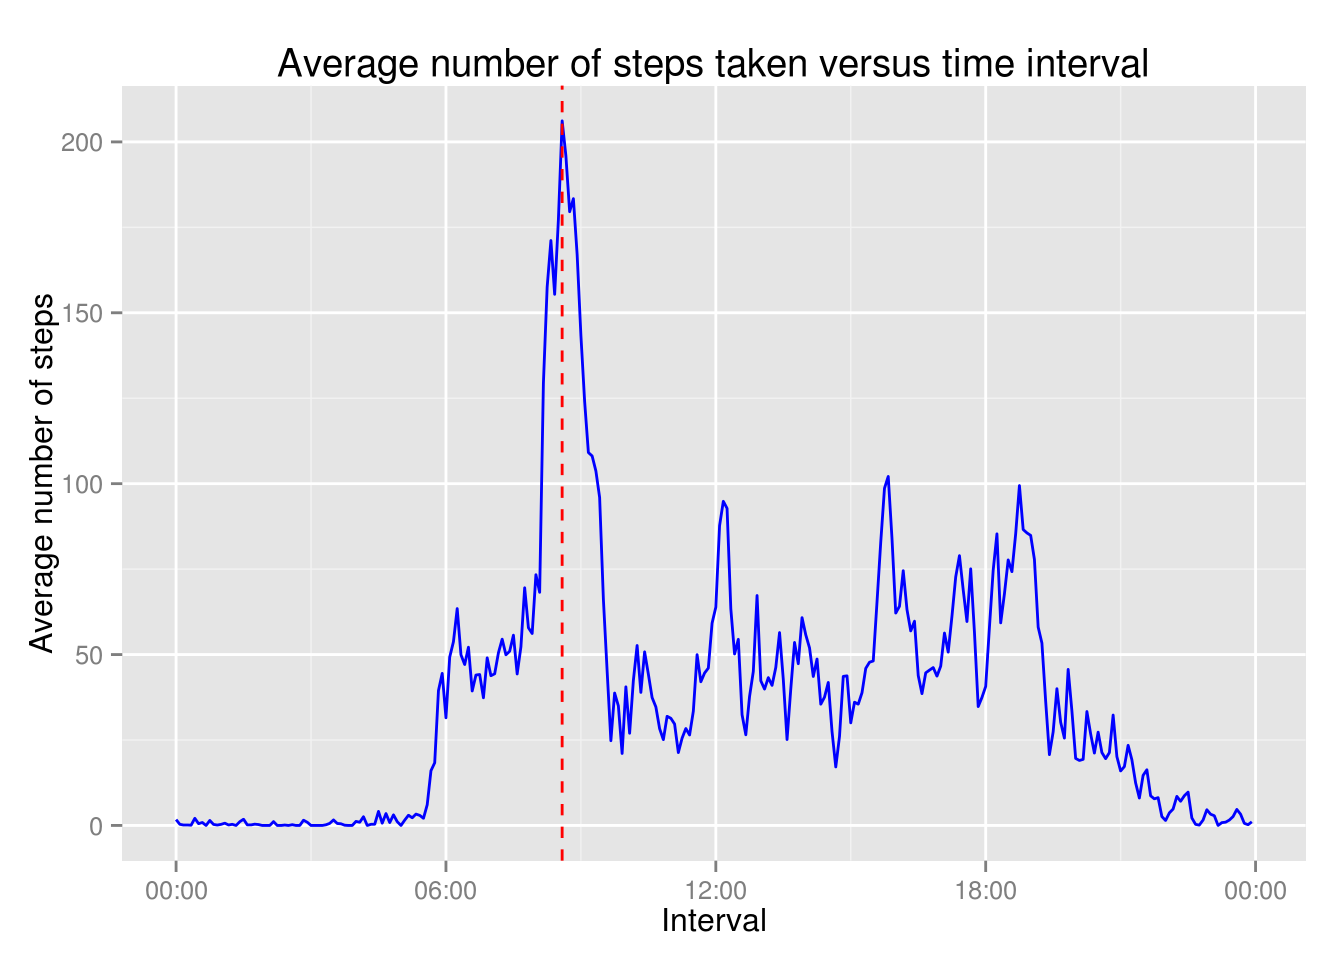 Average number of steps taken versus time interval
Average number of steps
200
150
100
50
0
00:00 06:00 12:00 18:00 00:00
Interval